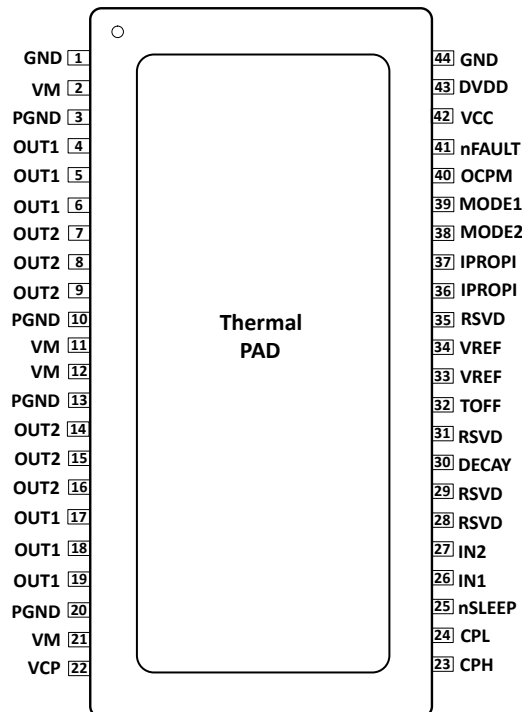 GND 1
VM 2
PGND 3
OUT1 4
OUT1 5
OUT1 6
OUT2 7
OUT2 8
OUT2 9
PGND 10
VM 11
VM 12
PGND 13
OUT2 14
OUT2 15
OUT2 16
OUT1 17
OUT1 18
OUT1 19
PGND 20
VM 21
VCP 22
Thermal
PAD
44 GND
43 DVDD
42 VCC
41 nFAULT
40 OCPM
39 MODE1
38 MODE2
37 IPROPI
36 IPROPI
35 RSVD
34 VREF
33 VREF
32 TOFF
31 RSVD
30 DECAY
29 RSVD
28 RSVD
27 IN2
26 IN1
25 nSLEEP
24 CPL
23 CPH